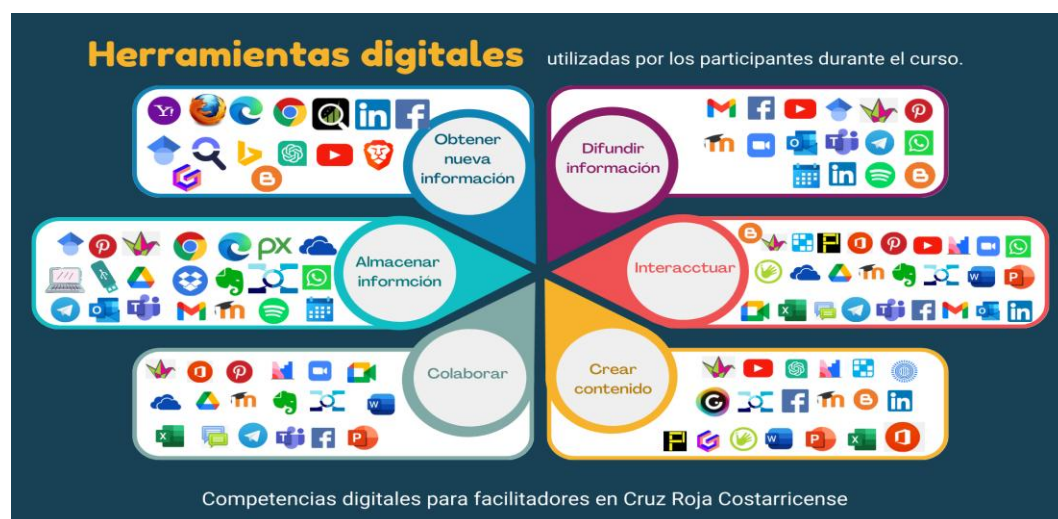 Herramientas digitales utilizadas por los participantes durante el curso.
Obtener
nueva
información
Difundir
información
Almacenar
informción
Interacctuar
Colaborar
Crear
contenido
Competencias digitales para facilitadores en Cruz Roja Costarricense